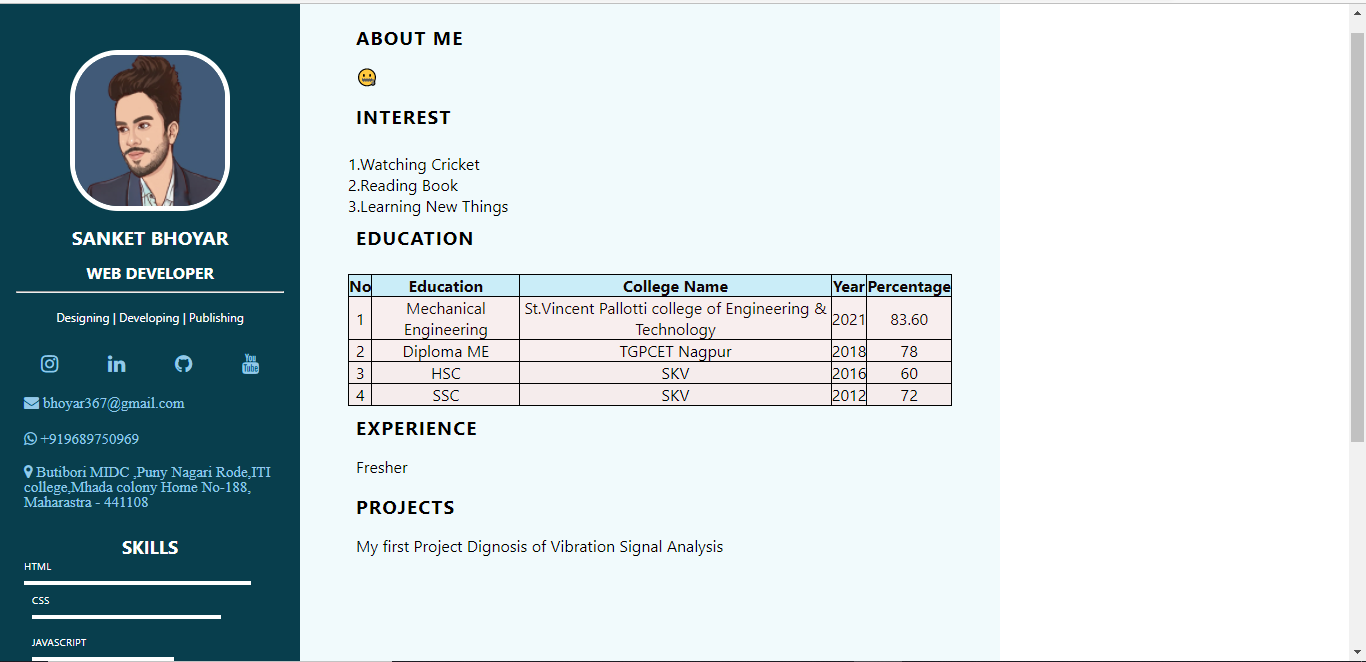 SANKET BHOYAR
WEB DEVELOPER
Designing | Developing | Publishing
You
Tube
bhoyar367@gmail.com
+919689750969
Butibori MIDC ,Puny Nagari Rode,ITI
college,Mhada colony Home No-188,
Maharastra - 441108
SKILLS
HTML
CSS
JAVASCRIPT
ABOUT ME
INTEREST
1.Watching Cricket
2.Reading Book
3.Learning New Things
EDUCATION
No Education College Name Year Percentage
1 Mechanical Engineering St.Vincent Pallotti college of Engineering & Technology 2021 83.60
2 Diploma ME TGPCET Nagpur 2018 78
3 HSC SKV 2016 60
4 SSC SKV 2012 72
EXPERIENCE
Fresher
PROJECTS
My first Project Dignosis of Vibration Signal Analysis